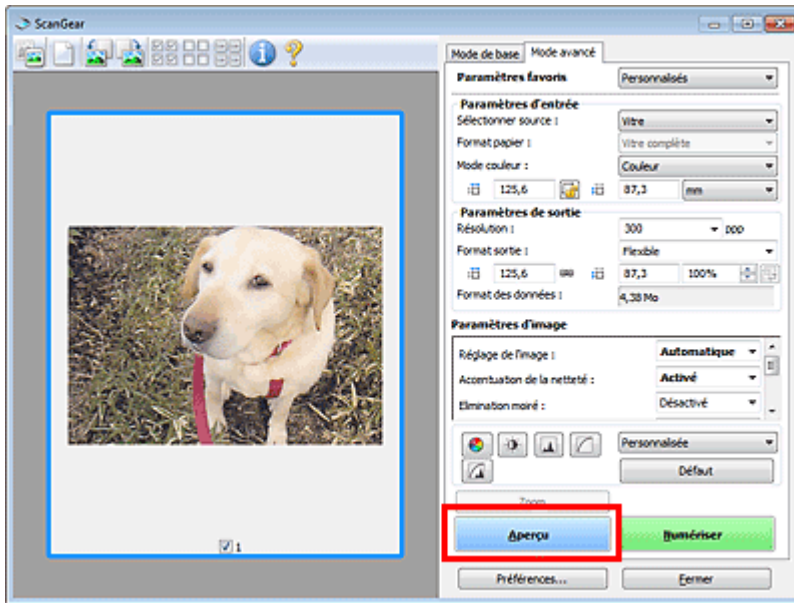 ScanGear
Mode de base Mode avancé
Paramètres favoris Personnalisés
Paramètres d'entrée
Sélectionner source : Vitre
Format papier : Vitre complète
Mode couleur : Couleur
125,6 87,3 mm
Paramètres de sortie
Résolution : 300 ppp
Format sortie : Flexible
125,6 87,3 100%
Format des données : 4,38 Mo
Paramètres d'image
Réglage de l'image : Automatique
Accentuation de la netteté : Activé
Elimination moiré : Désactivé
Personnalisée
Défaut
Zoom
Aperçu Numériser
1
Préférences... Fermer